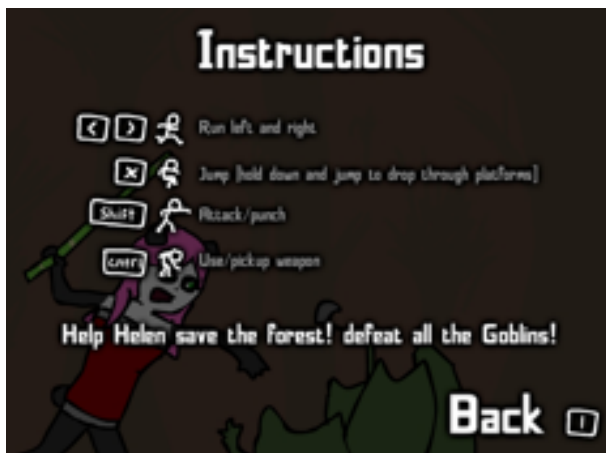 Instructions
< > Run left and right
X Jump [hold down and jump to drop through platforms]
Shift Attack/punch
Use/pickup weapon
Help Helen save the forest! defeat all the Goblins!
Back